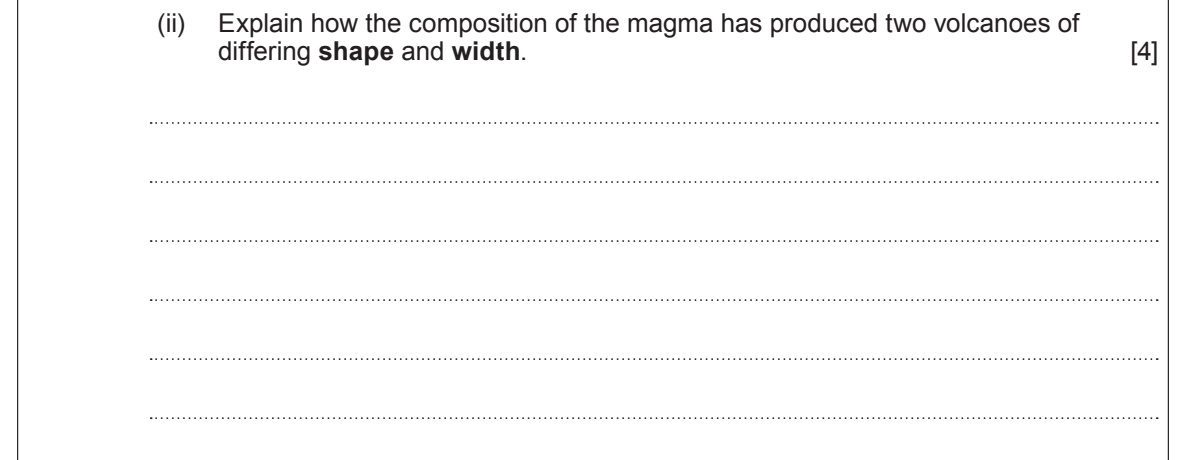 (ii) Explain how the composition of the magma has produced two volcanoes of
differing shape and width. [4]